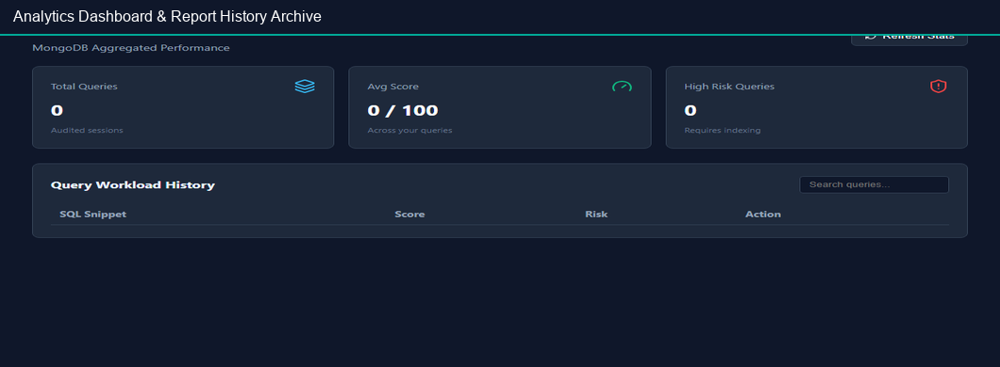 Analytics Dashboard & Report History Archive
Refresh Stats
MongoDB Aggregated Performance
Total Queries
0
Audited sessions
Avg Score
0 / 100
Across your queries
High Risk Queries
0
Requires indexing
Query Workload History
Search queries...
SQL Snippet Score Risk Action